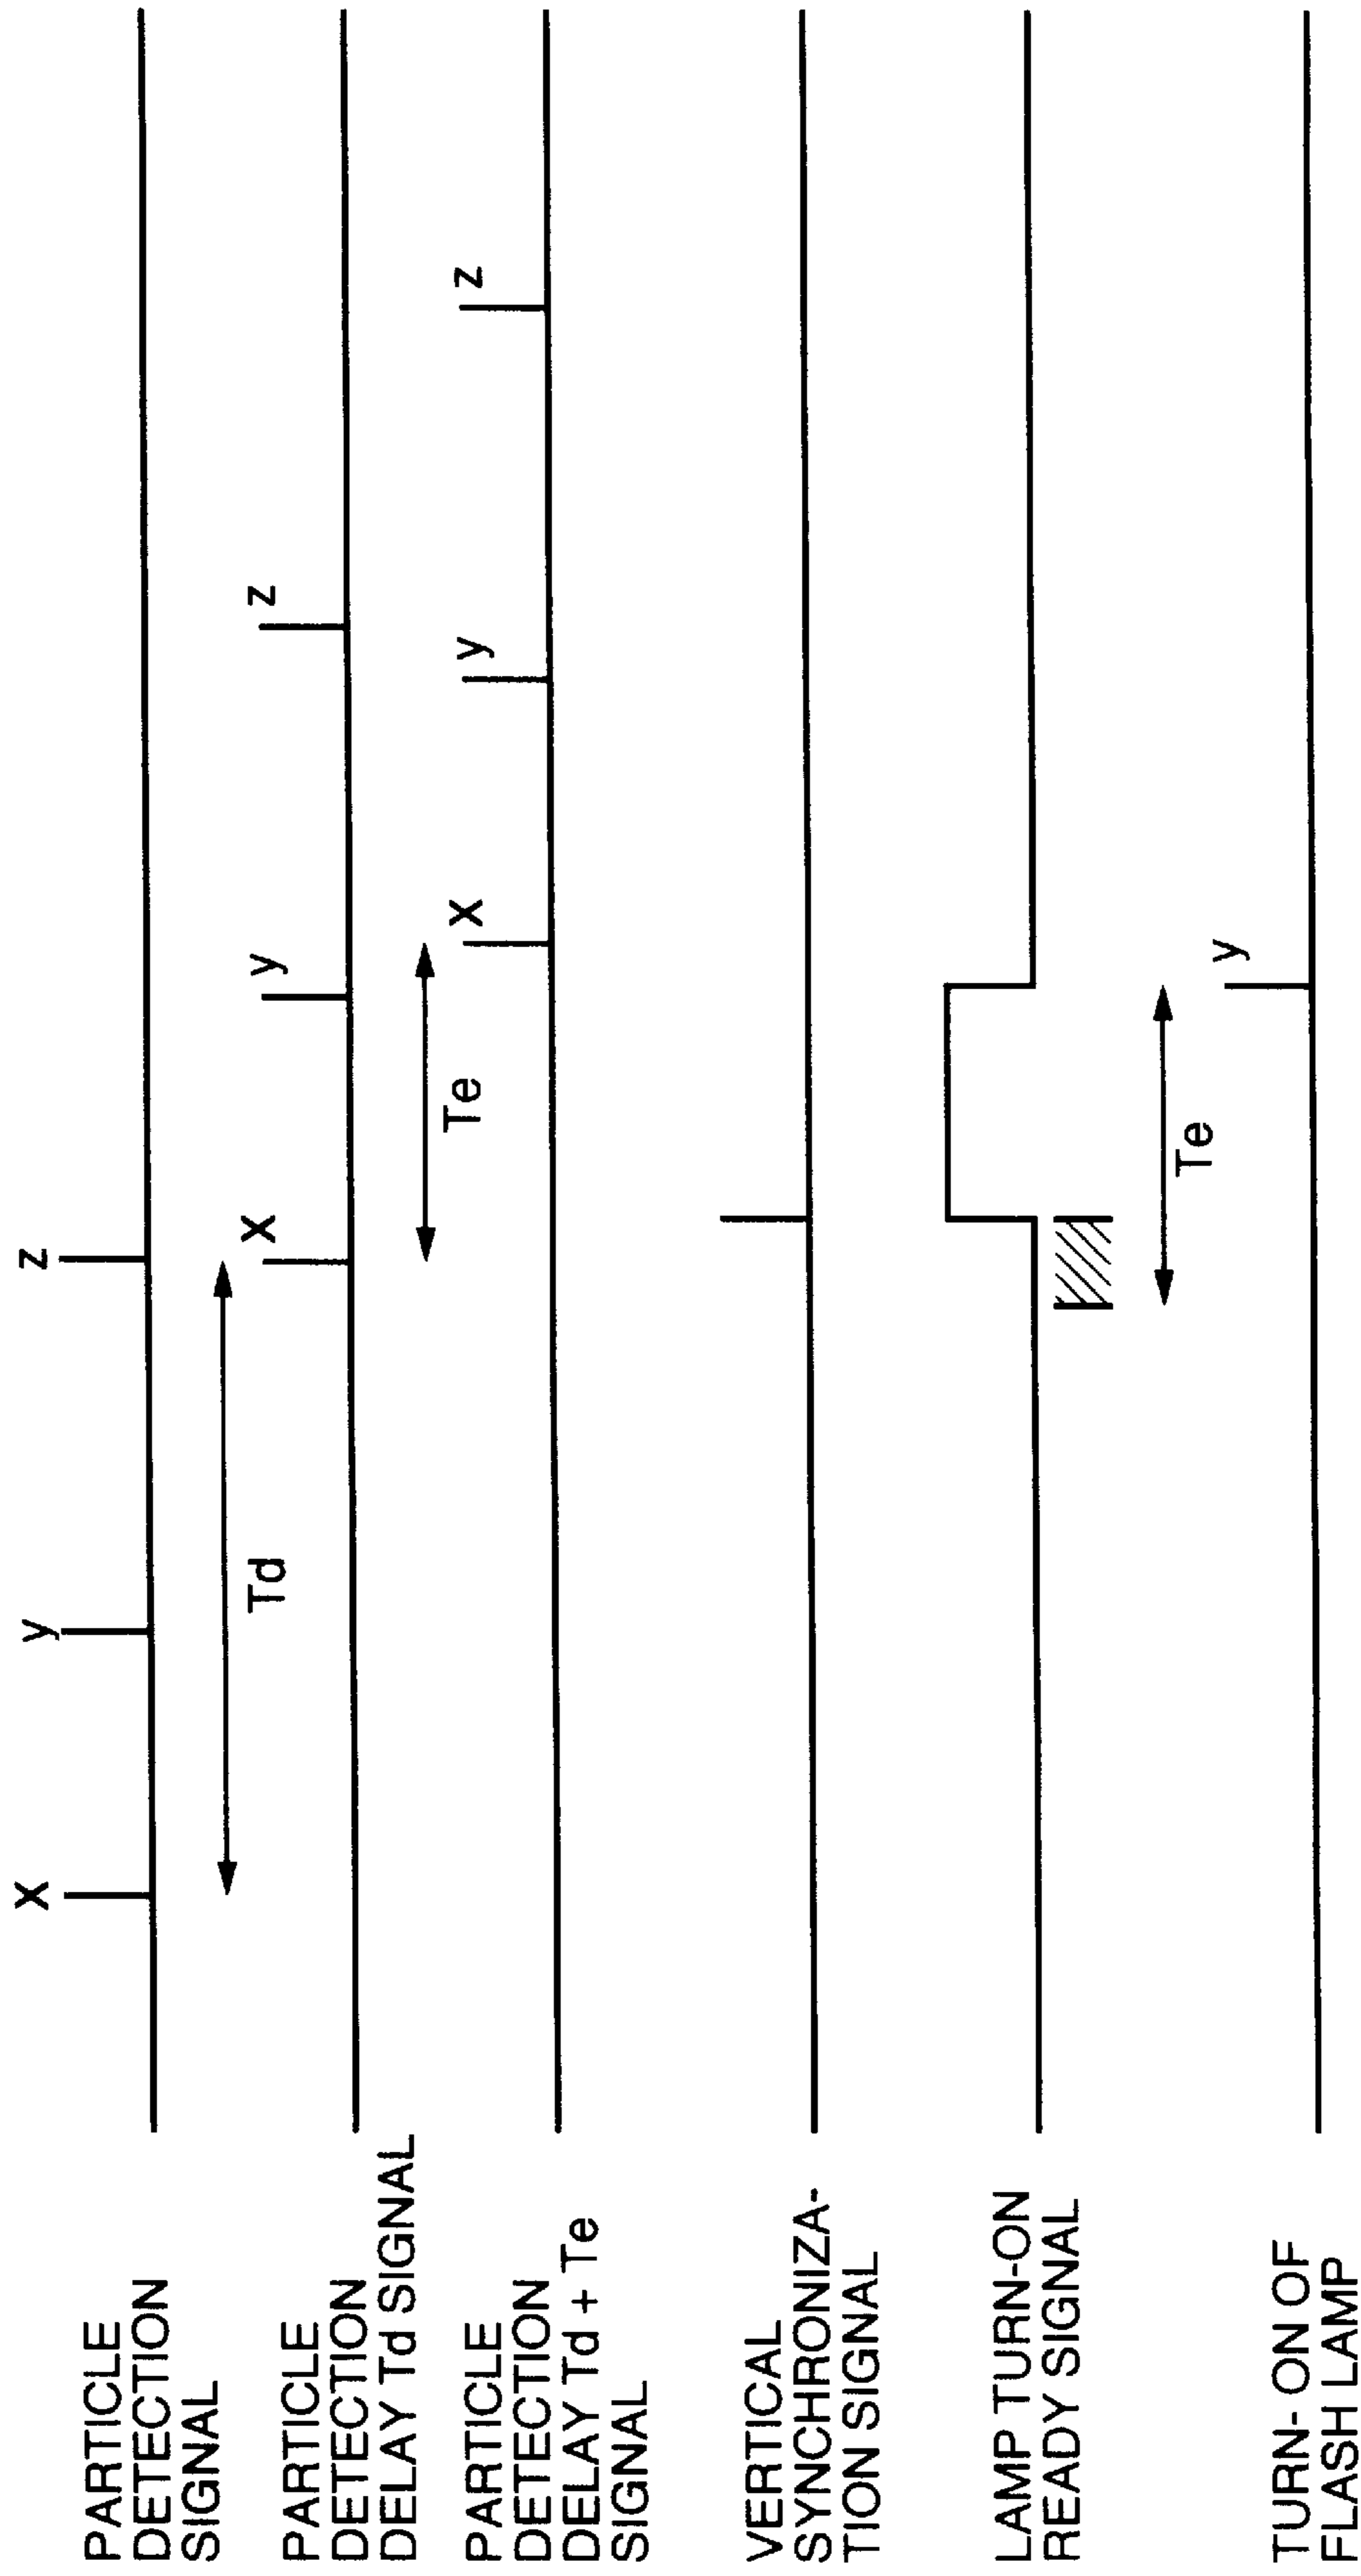 PARTICLE
DETECTION
SIGNAL
x
y
z
Td
PARTICLE
DETECTION
DELAY Td SIGNAL
x
y
z
Te
PARTICLE
DETECTION
DELAY Td + Te
SIGNAL
x
y
z
VERTICAL
SYNCHRONIZA-
TION SIGNAL
LAMP TURN-ON
READY SIGNAL
Te
TURN- ON OF
FLASH LAMP
y